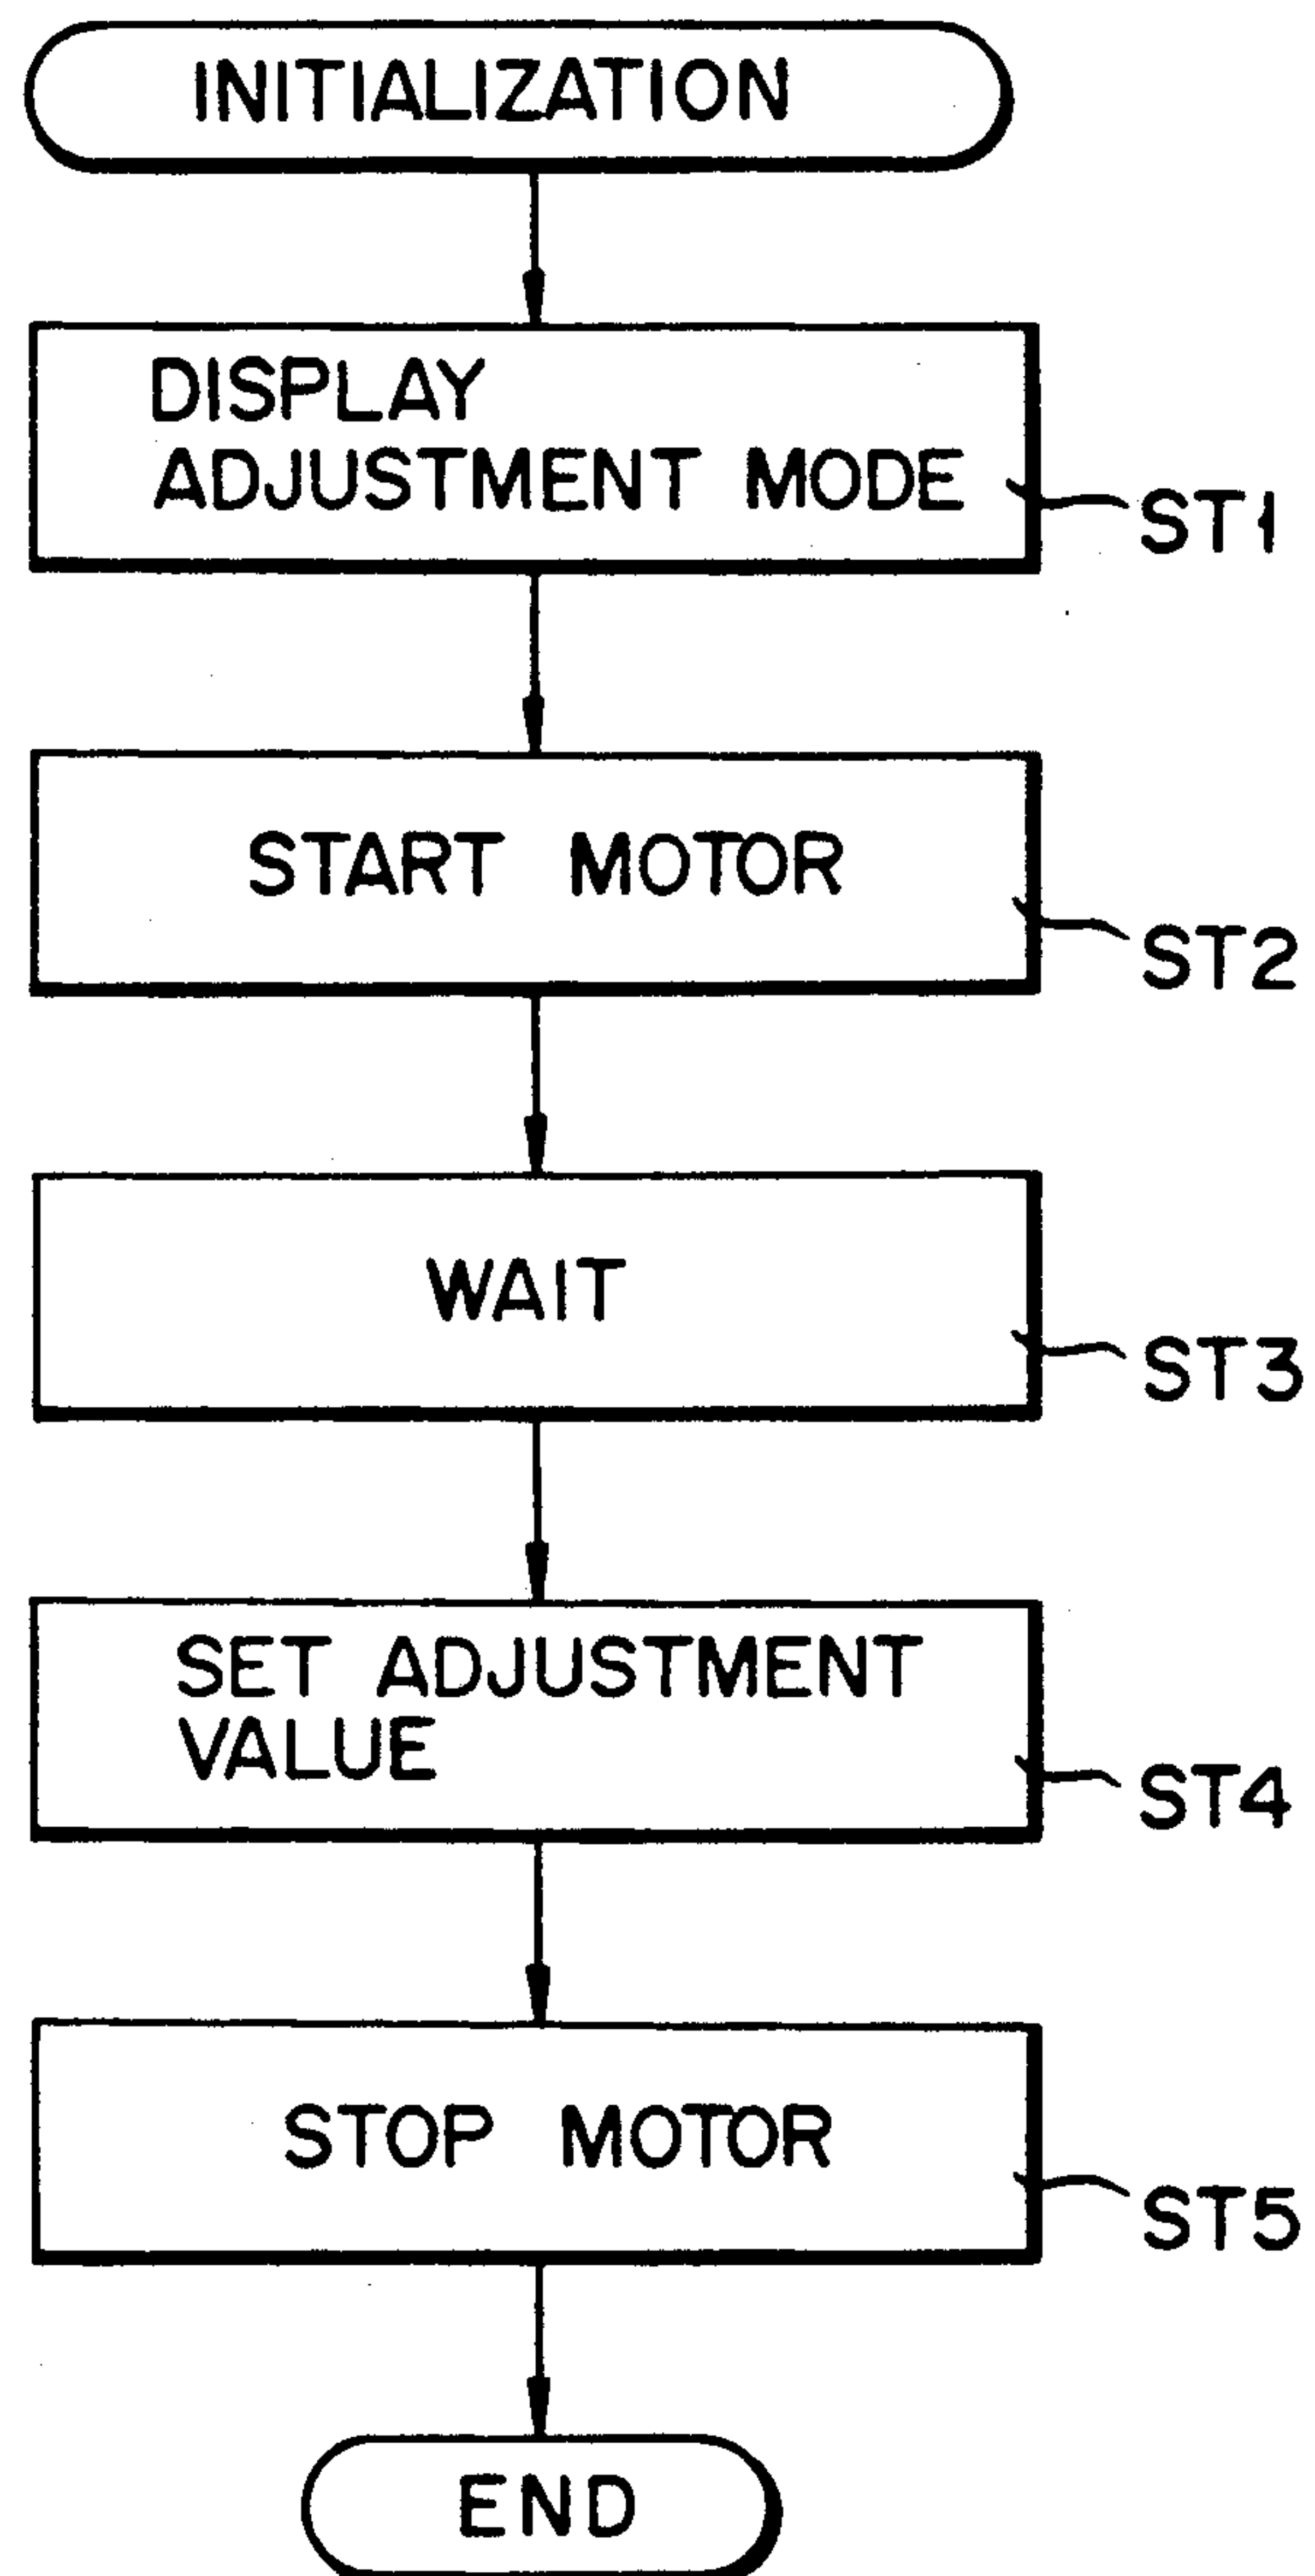 INITIALIZATION
DISPLAY
ADJUSTMENT MODE
ST1
START MOTOR
ST2
WAIT
ST3
SET ADJUSTMENT
VALUE
ST4
STOP MOTOR
ST5
END